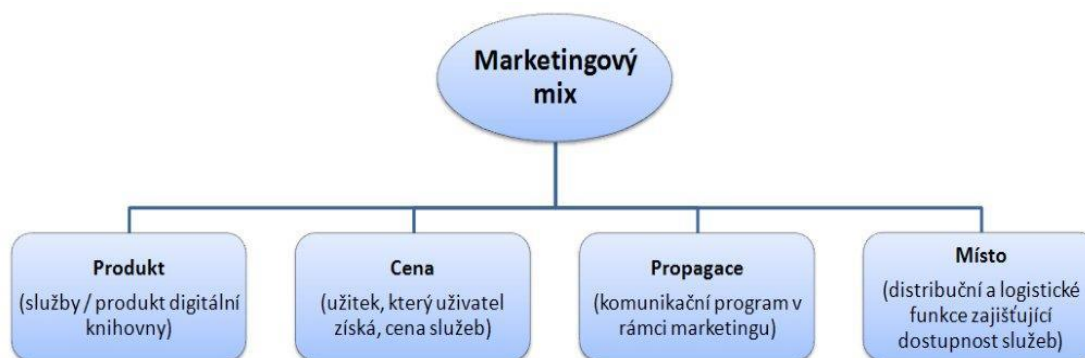 Marketingový
mix
Produkt
(služby / produkt digitální
knihovny)
Cena
(užitek, který uživatel
získá, cena služeb)
Propagace
(komunikační program v
rámci marketingu)
Místo
(distribuční a logistické
funkce zajišťující
dostupnost služeb)